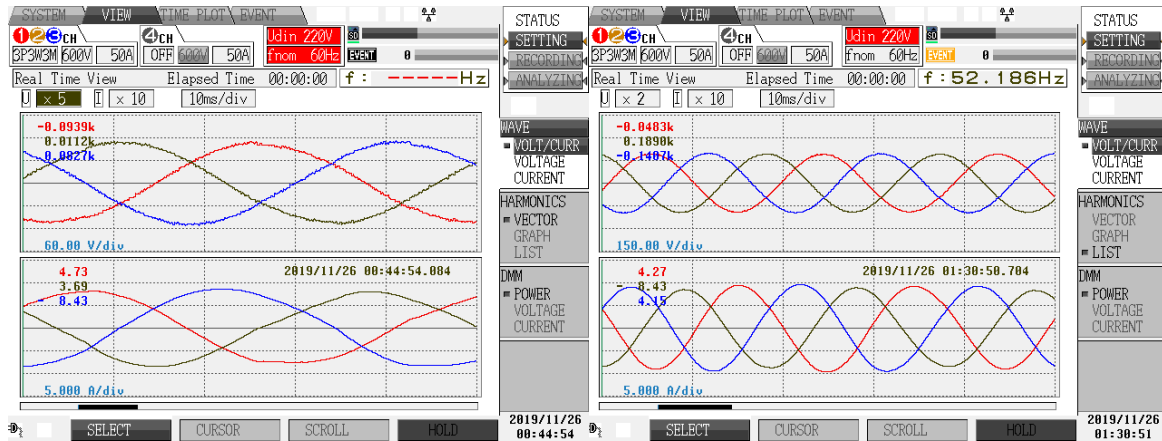 SYSTEM VIEW TIME PLOT EVENT
123CH 4CH Udin 220V SD
3P3W3M 600V 50A OFF 600V 50A fnom 60Hz EVENT 0
Real Time View Elapsed Time 00:00:00 f: -----Hz
U ×5 I ×10 10ms/div
-0.0939k
0.0112k
0.0827k
60.00 V/div
4.73 2019/11/26 00:44:54.084
3.69
- 8.43
5.000 A/div
SELECT CURSOR SCROLL HOLD
STATUS
SETTING
RECORDING
ANALYZING
WAVE
VOLT/CURR
VOLTAGE
CURRENT
HARMONICS
VECTOR
GRAPH
LIST
DMM
POWER
VOLTAGE
CURRENT
2019/11/26
00:44:54
SYSTEM VIEW TIME PLOT EVENT
123CH 4CH Udin 220V SD
3P3W3M 600V 50A OFF 600V 50A fnom 60Hz EVENT 0
Real Time View Elapsed Time 00:00:00 f:52.186Hz
U ×2 I ×10 10ms/div
-0.0483k
0.1890k
-0.1407k
150.00 V/div
4.27 2019/11/26 01:30:50.704
- 8.43
4.15
5.000 A/div
SELECT CURSOR SCROLL HOLD
STATUS
SETTING
RECORDING
ANALYZING
WAVE
VOLT/CURR
VOLTAGE
CURRENT
HARMONICS
VECTOR
GRAPH
LIST
DMM
POWER
VOLTAGE
CURRENT
2019/11/26
01:30:51